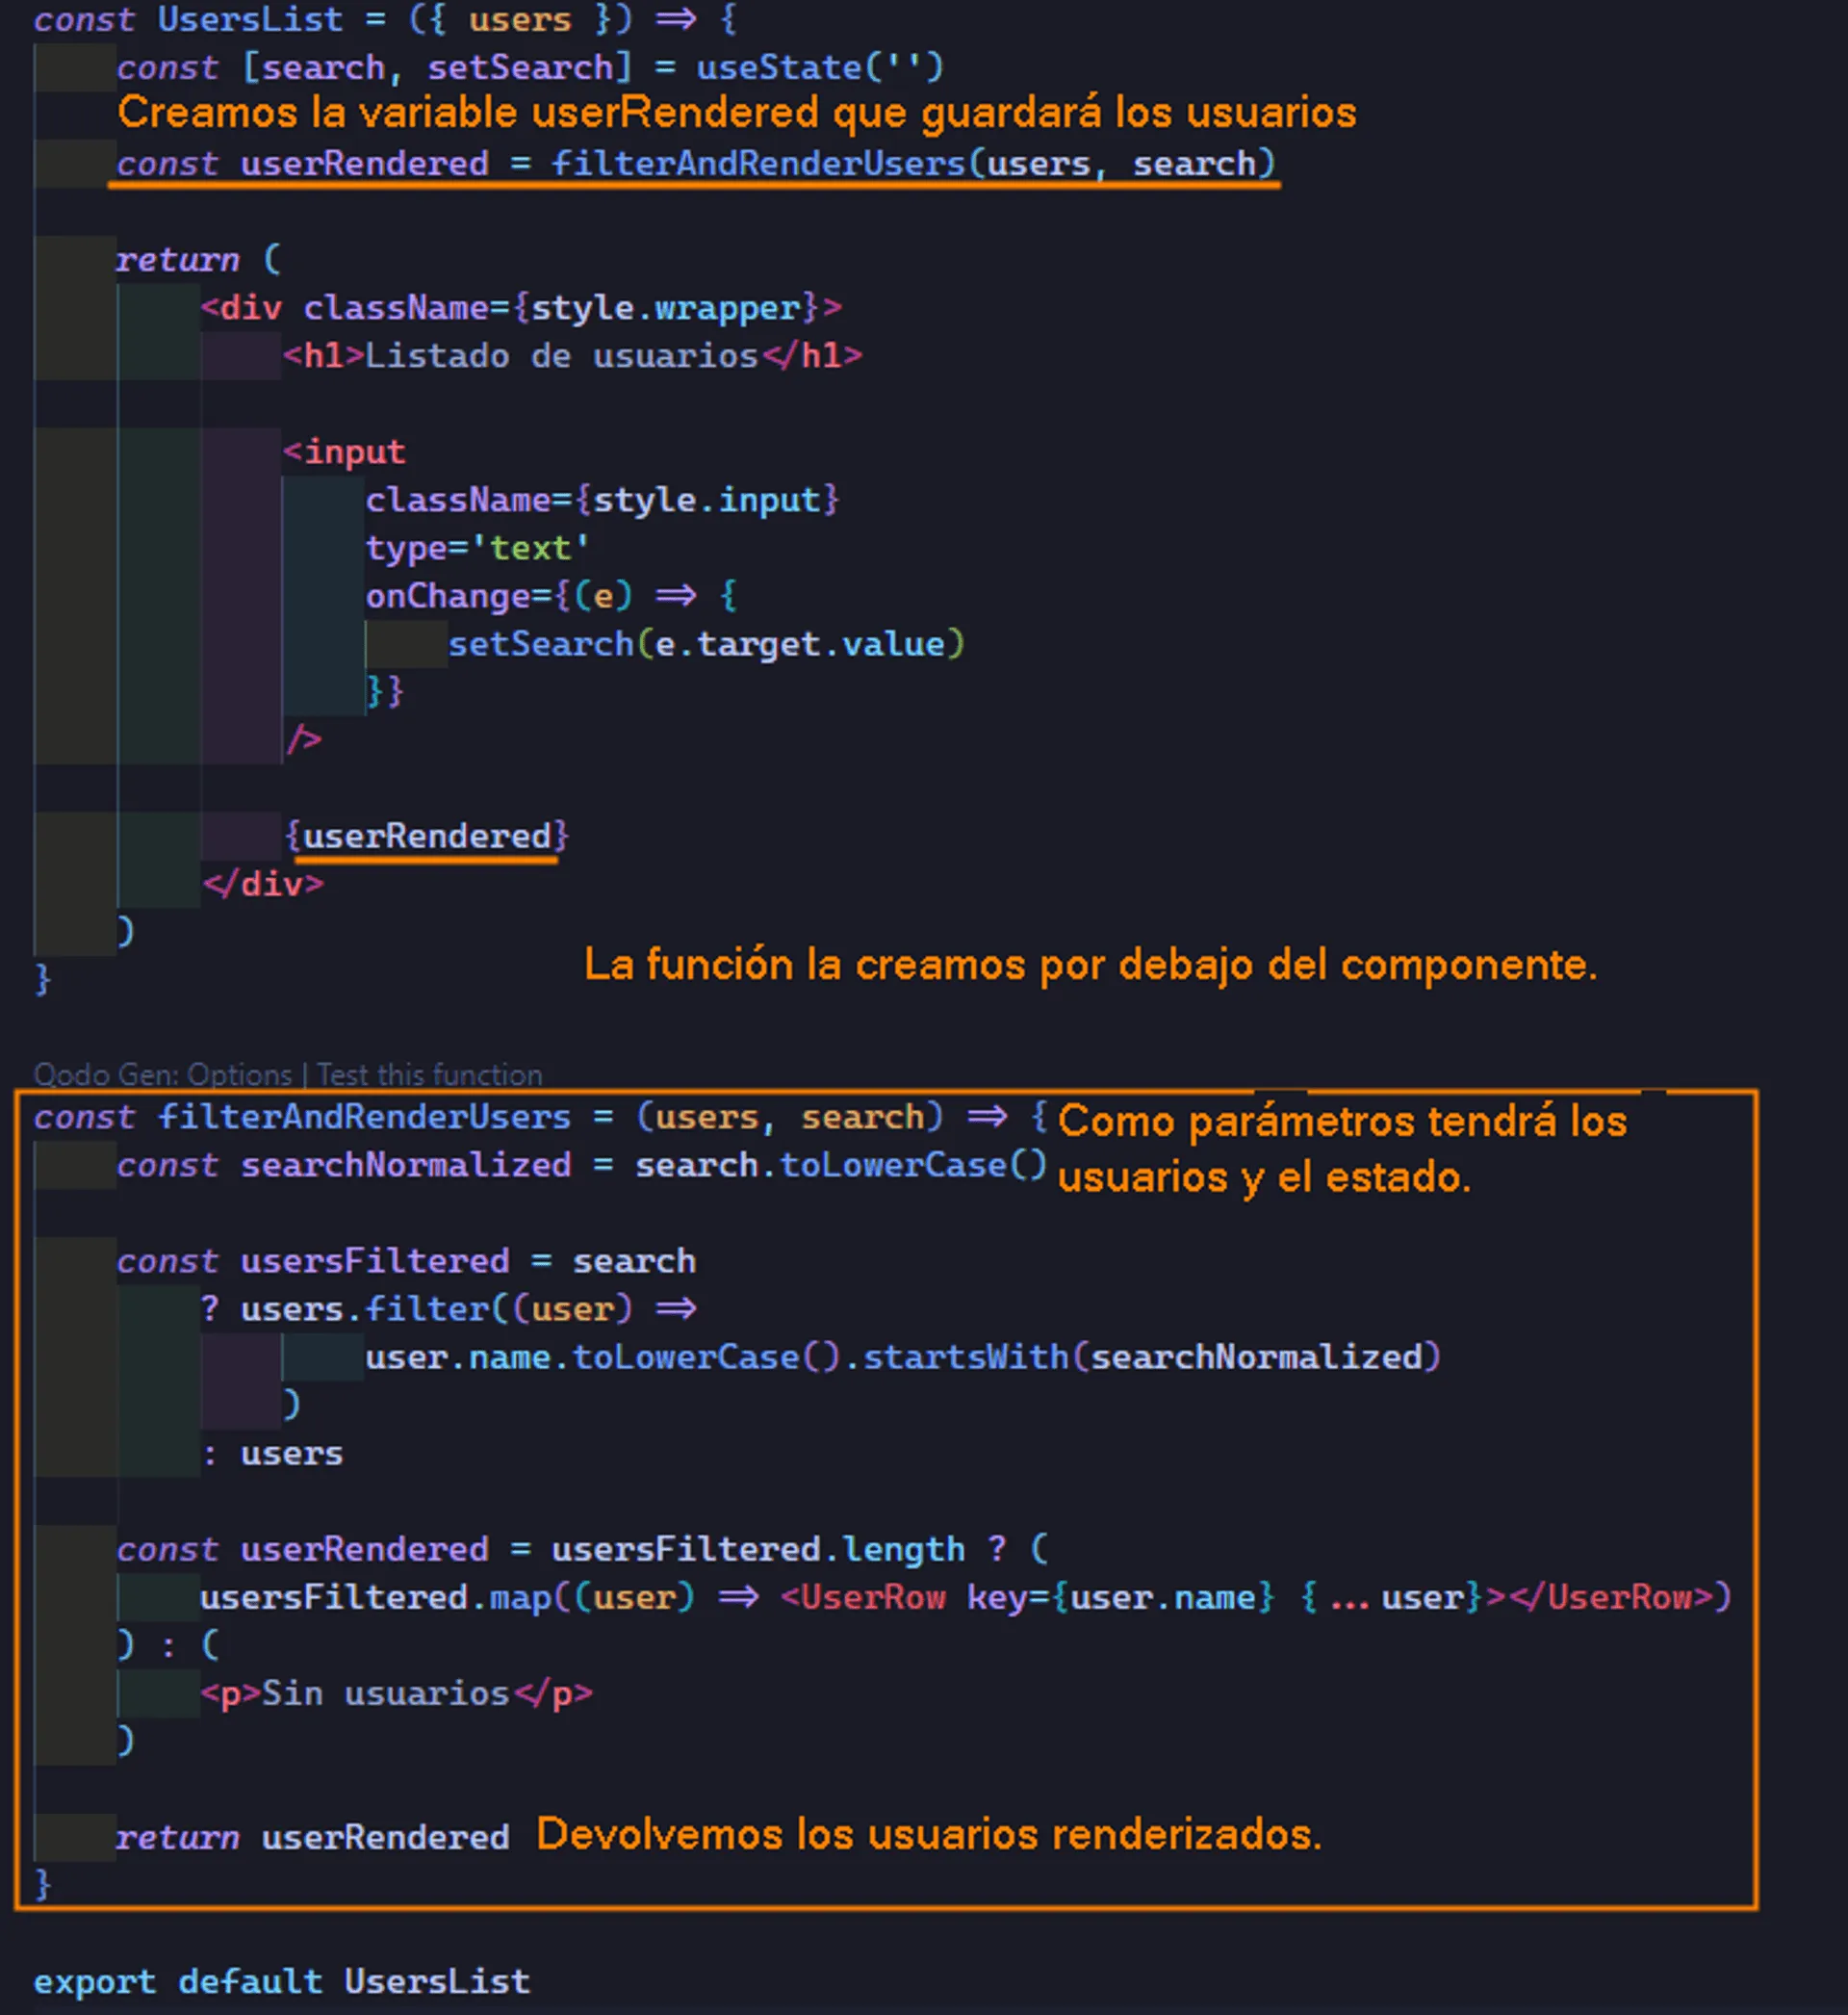 const UsersList = ({ users }) => {
const [search, setSearch] = useState('')
Creamos la variable userRendered que guardará los usuarios
const userRendered = filterAndRenderUsers(users, search)
return (
<div className={style.wrapper}>
<h1>Listado de usuarios</h1>
<input
className={style.input}
type='text'
onChange={(e) => {
setSearch(e.target.value)
}}
/>
{userRendered}
</div>
)
La función la creamos por debajo del componente.
}
Qodo Gen: Options | Test this function
const filterAndRenderUsers = (users, search) => { Como parámetros tendrá los
const searchNormalized = search.toLowerCase() usuarios y el estado.
const usersFiltered = search
? users.filter((user) =>
user.name.toLowerCase().startsWith(searchNormalized)
)
: users
const userRendered = usersFiltered.length ? (
usersFiltered.map((user) => <UserRow key={user.name} {...user}></UserRow>)
) : (
<p>Sin usuarios</p>
)
return userRendered Devolvemos los usuarios renderizados.
}
export default UsersList